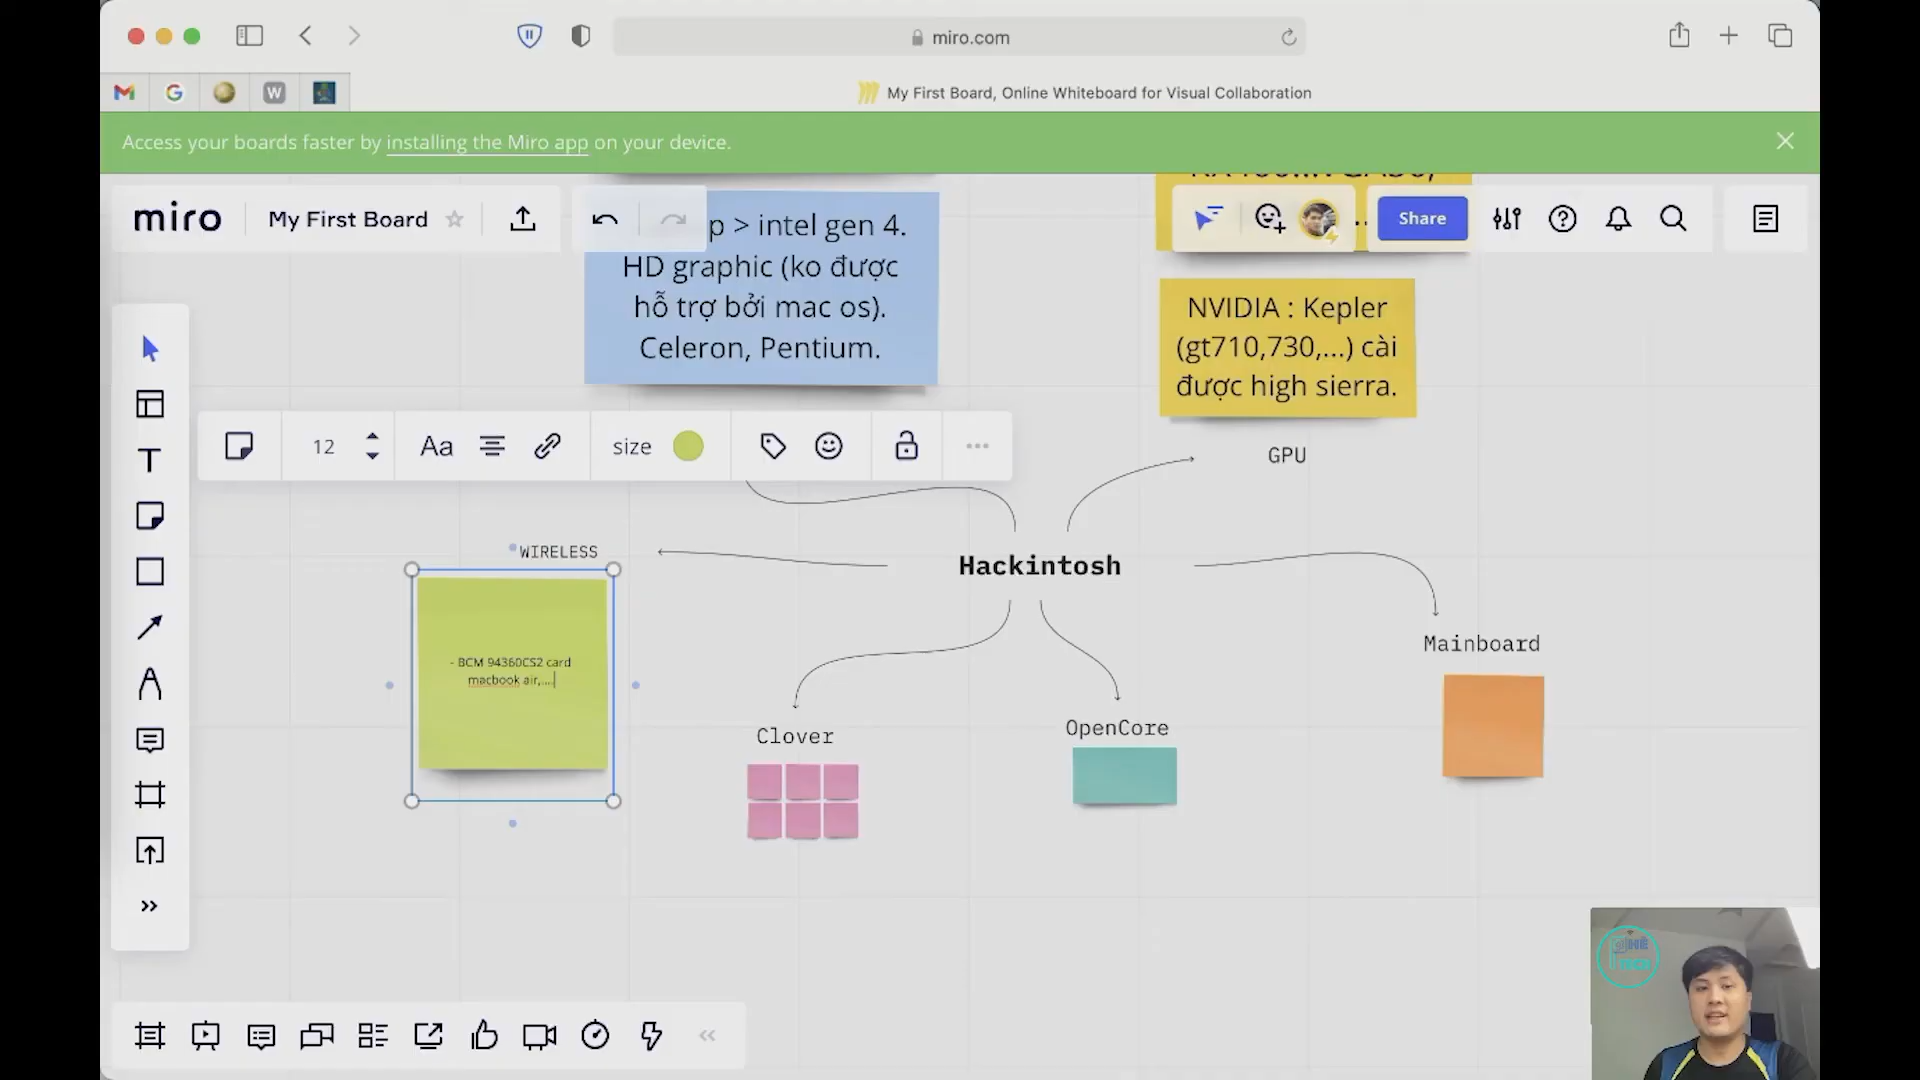 miro.com
W
My First Board, Online Whiteboard for Visual Collaboration
Access your boards faster by installing the Miro app on your device.
miro
My First Board
Share
p > intel gen 4.
HD graphic (ko được
hỗ trợ bởi mac os).
Celeron, Pentium.
NVIDIA : Kepler
(gt710,730,...) cài
được high sierra.
12
Aa
size
GPU
WIRELESS
Hackintosh
- BCM 94360CS2 card
macbook air,....
Mainboard
Clover
OpenCore
TECH